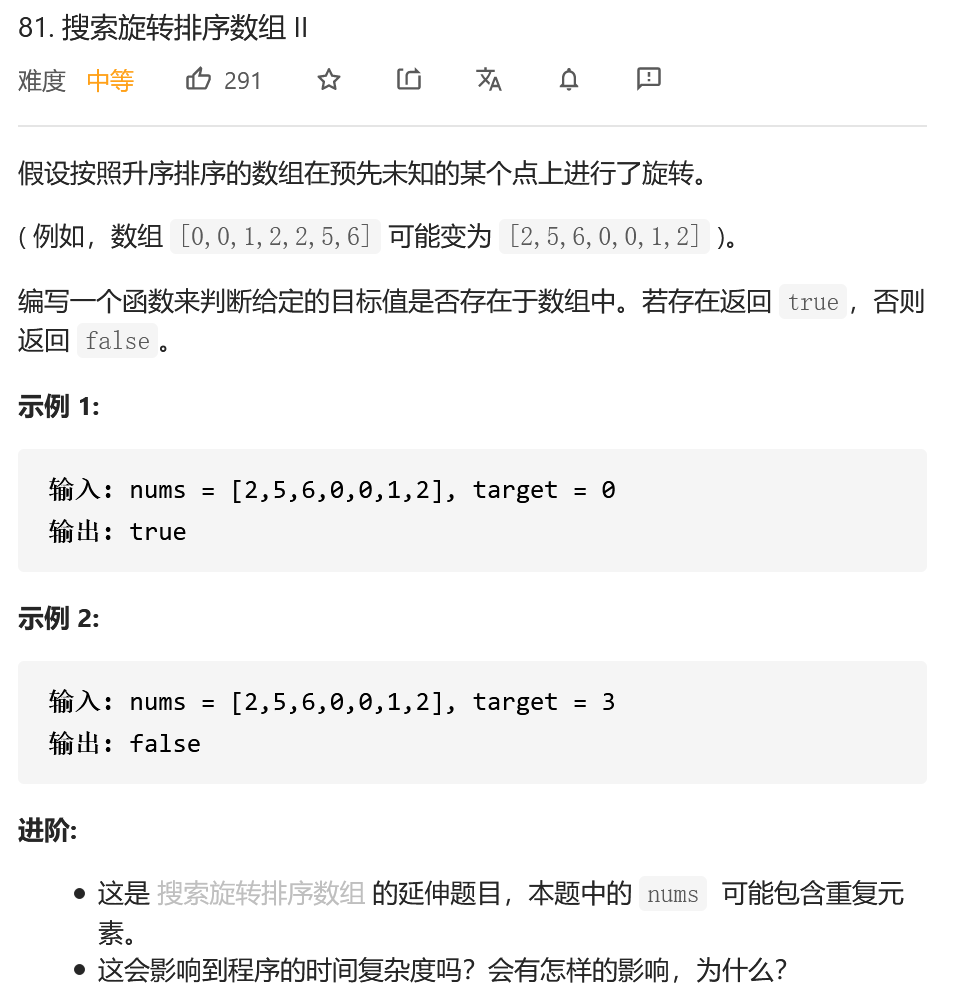 81. 搜索旋转排序数组 II
难度 中等 291
假设按照升序排序的数组在预先未知的某个点上进行了旋转。
( 例如，数组 [0,0,1,2,2,5,6] 可能变为 [2,5,6,0,0,1,2] )。
编写一个函数来判断给定的目标值是否存在于数组中。若存在返回 true，否则
返回 false。
示例 1:
输入: nums = [2,5,6,0,0,1,2], target = 0
输出: true
示例 2:
输入: nums = [2,5,6,0,0,1,2], target = 3
输出: false
进阶:
这是 搜索旋转排序数组 的延伸题目，本题中的 nums 可能包含重复元
素。
这会影响到程序的时间复杂度吗？会有怎样的影响，为什么？